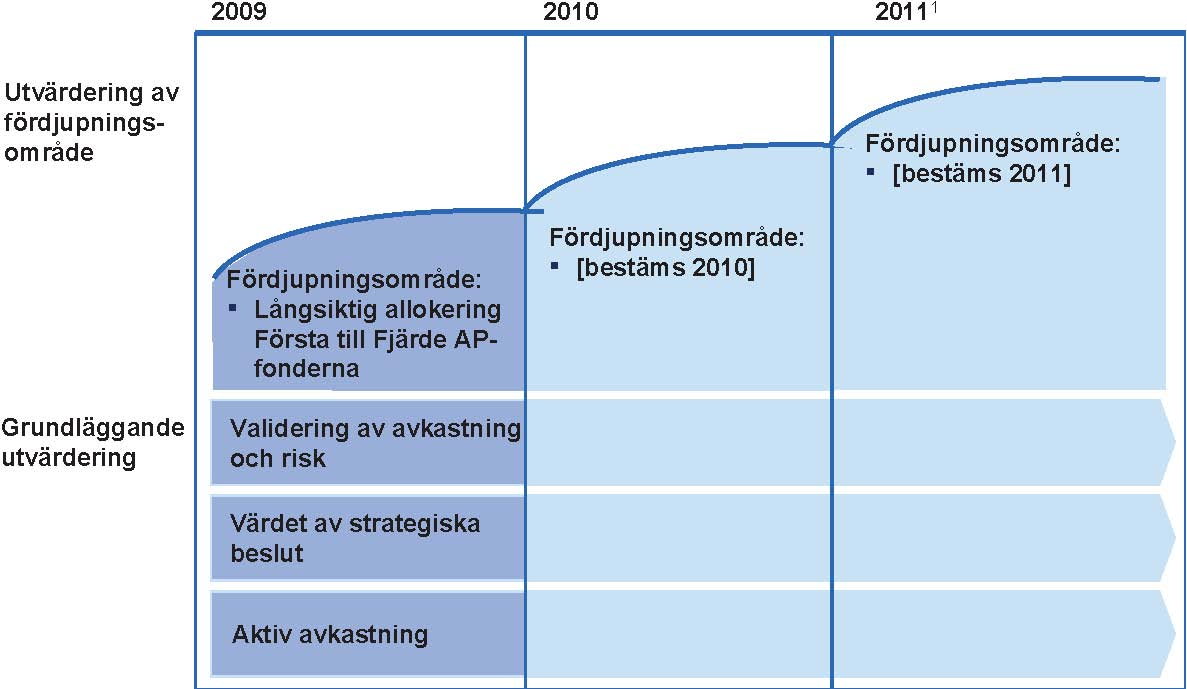 2009 2010 2011¹
Utvärdering av
fördjupnings-
område
Fördjupningsområde:
▪ [bestäms 2011]
Fördjupningsområde:
▪ [bestäms 2010]
Fördjupningsområde:
▪ Långsiktig allokering
Första till Fjärde AP-
fonderna
Grundläggande
utvärdering
Validering av avkastning
och risk
Värdet av strategiska
beslut
Aktiv avkastning